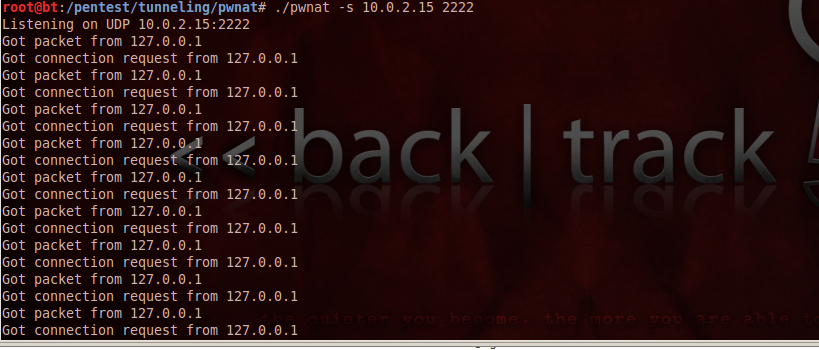 root@bt:/pentest/tunneling/pwnat# ./pwnat -s 10.0.2.15 2222
Listening on UDP 10.0.2.15:2222
Got packet from 127.0.0.1
Got connection request from 127.0.0.1
Got packet from 127.0.0.1
Got connection request from 127.0.0.1
Got packet from 127.0.0.1
Got connection request from 127.0.0.1
Got packet from 127.0.0.1
Got connection request from 127.0.0.1
Got packet from 127.0.0.1
Got connection request from 127.0.0.1
Got packet from 127.0.0.1
Got connection request from 127.0.0.1
Got packet from 127.0.0.1
Got connection request from 127.0.0.1
Got packet from 127.0.0.1
Got connection request from 127.0.0.1
Got packet from 127.0.0.1
Got connection request from 127.0.0.1
<< back | track 5
the quieter you become, the more you are able